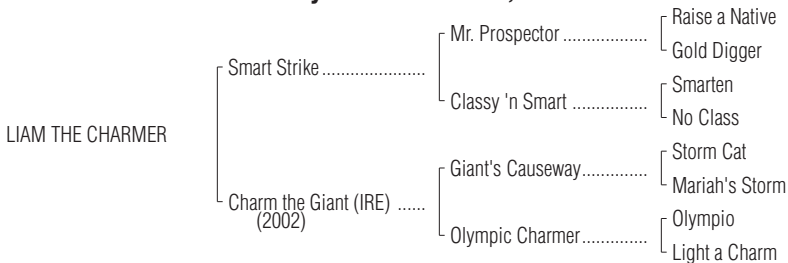 Raise a Native
Mr. Prospector ..................
Gold Digger
Smart Strike......................
Smarten
Classy 'n Smart ................
No Class
LIAM THE CHARMER
Storm Cat
Giant's Causeway..............
Mariah's Storm
Charm the Giant (IRE) ......
(2002)
Olympio
Olympic Charmer..............
Light a Charm